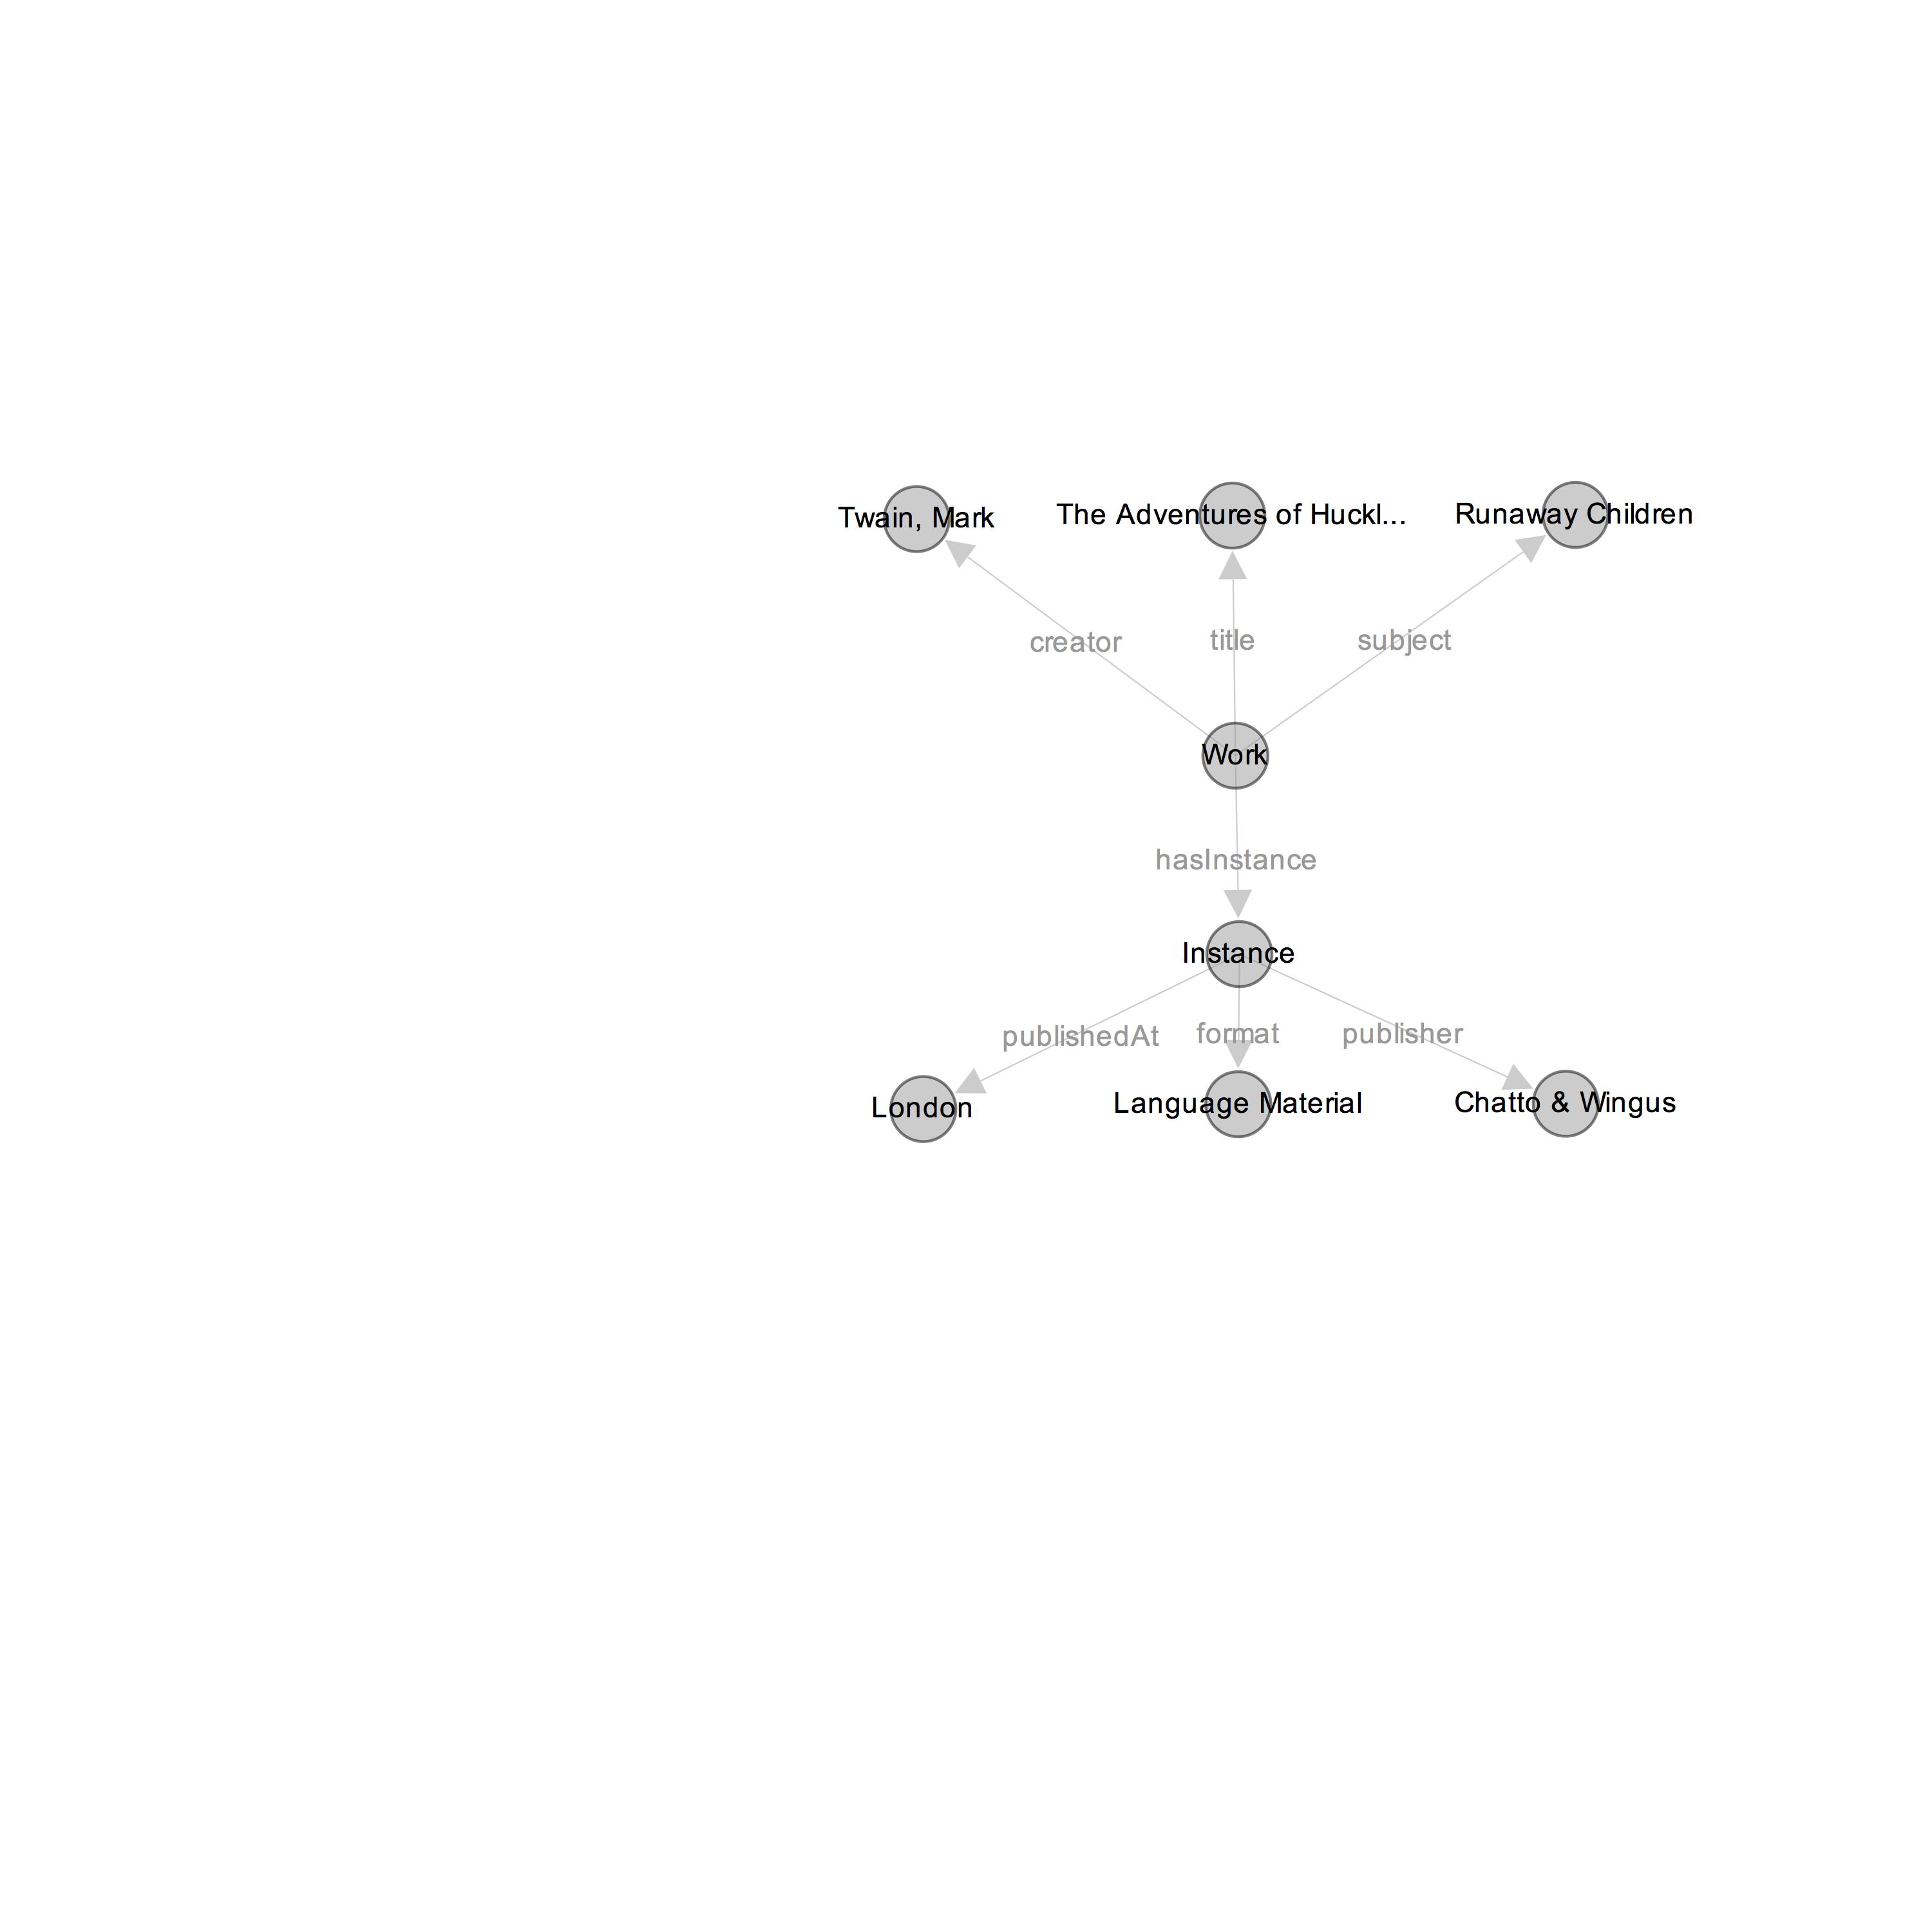 Twain, Mark
The Adventures of Huckl...
Runaway Children
creator
title
subject
Work
hasInstance
Instance
publishedAt
format
publisher
London
Language Material
Chatto & Wingus